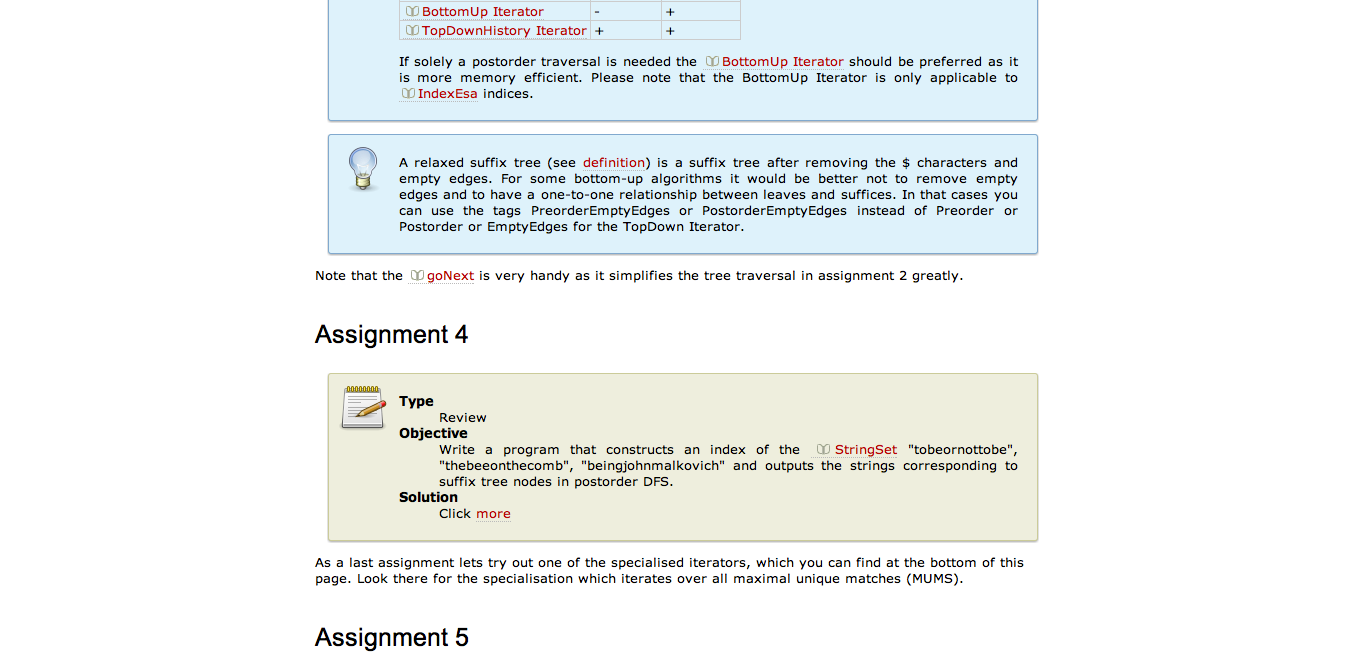 BottomUp Iterator - +
TopDownHistory Iterator + +
If solely a postorder traversal is needed the BottomUp Iterator should be preferred as it
is more memory efficient. Please note that the BottomUp Iterator is only applicable to
IndexEsa indices.
A relaxed suffix tree (see definition) is a suffix tree after removing the $ characters and
empty edges. For some bottom-up algorithms it would be better not to remove empty
edges and to have a one-to-one relationship between leaves and suffices. In that cases you
can use the tags PreorderEmptyEdges or PostorderEmptyEdges instead of Preorder or
Postorder or EmptyEdges for the TopDown Iterator.
Note that the goNext is very handy as it simplifies the tree traversal in assignment 2 greatly.
Assignment 4
Type
Review
Objective
Write a program that constructs an index of the StringSet "tobeornottobe",
"thebeeonthecomb", "beingjohnmalkovich" and outputs the strings corresponding to
suffix tree nodes in postorder DFS.
Solution
Click more
As a last assignment lets try out one of the specialised iterators, which you can find at the bottom of this
page. Look there for the specialisation which iterates over all maximal unique matches (MUMS).
Assignment 5